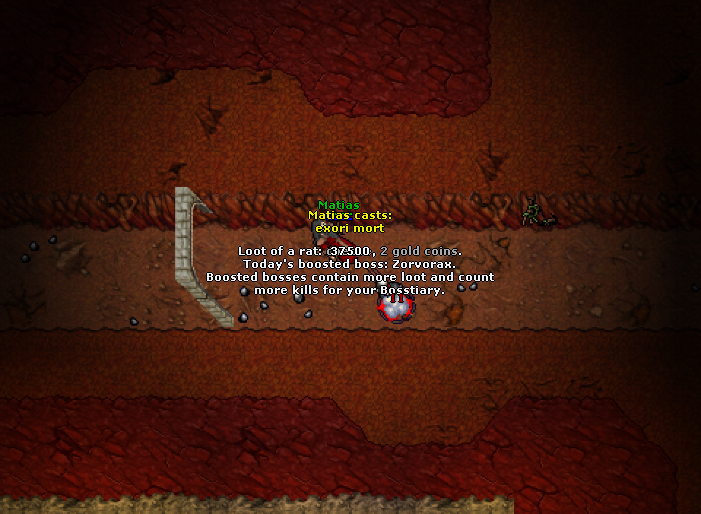 Matias
Matias casts:
exori mort
Loot of a rat: 37500, 2 gold coins.
Today's boosted boss: Zorvorax.
Boosted bosses contain more loot and count
more kills for your Bosstiary.
11